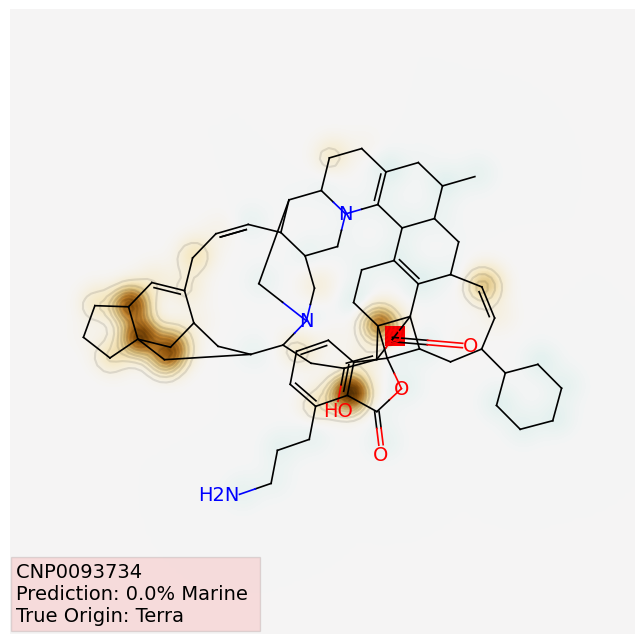 N
N
O
O
HO
O
H2N
CNP0093734
Prediction: 0.0% Marine
True Origin: Terra